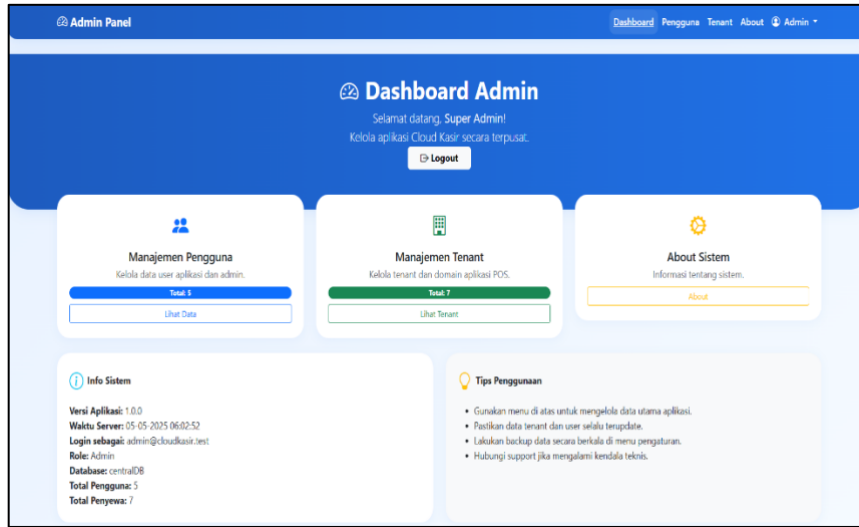 Admin Panel
Dashboard Pengguna Tenant About Admin
Dashboard Admin
Selamat datang, Super Admin!
Kelola aplikasi Cloud Kasir secara terpusat.
Logout
Manajemen Pengguna
Kelola data user aplikasi dan admin.
Total: 5
Lihat Data
Manajemen Tenant
Kelola tenant dan domain aplikasi POS.
Total: 7
Lihat Tenant
About Sistem
Informasi tentang sistem.
About
Info Sistem
Versi Aplikasi: 1.0.0
Waktu Server: 05-05-2025 06:02:52
Login sebagai: admin@cloudkasir.test
Role: Admin
Database: centralDB
Total Pengguna: 5
Total Penyewa: 7
Tips Penggunaan
• Gunakan menu di atas untuk mengelola data utama aplikasi.
• Pastikan data tenant dan user selalu terupdate.
• Lakukan backup data secara berkala di menu pengaturan.
• Hubungi support jika mengalami kendala teknis.